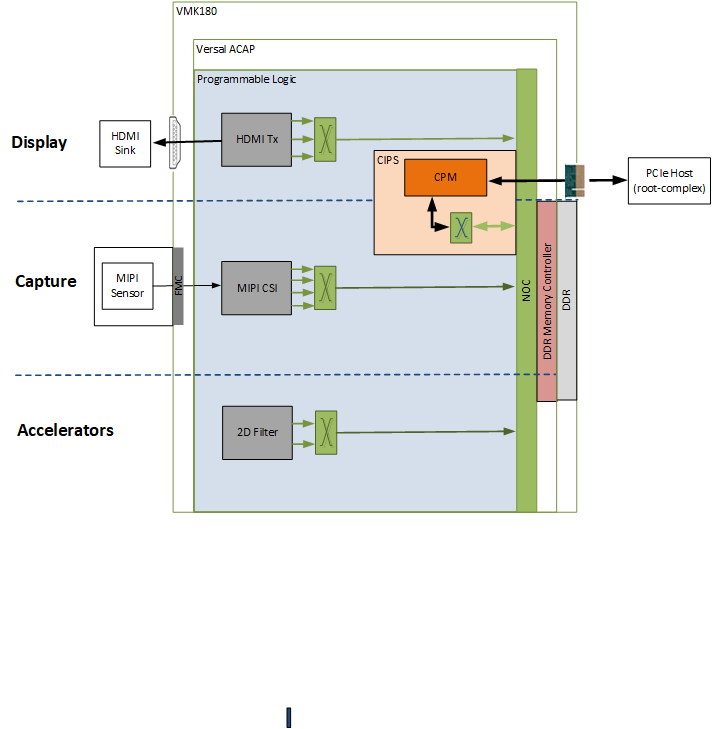 VMK180
Versal ACAP
Programmable Logic
Display
HDMI
Sink
HDMI Tx
CIPS
CPM
PCIe Host
(root-complex)
Capture
MIPI
Sensor
FMC
MIPI CSI
NOC
DDR Memory Controller
DDR
Accelerators
2D Filter